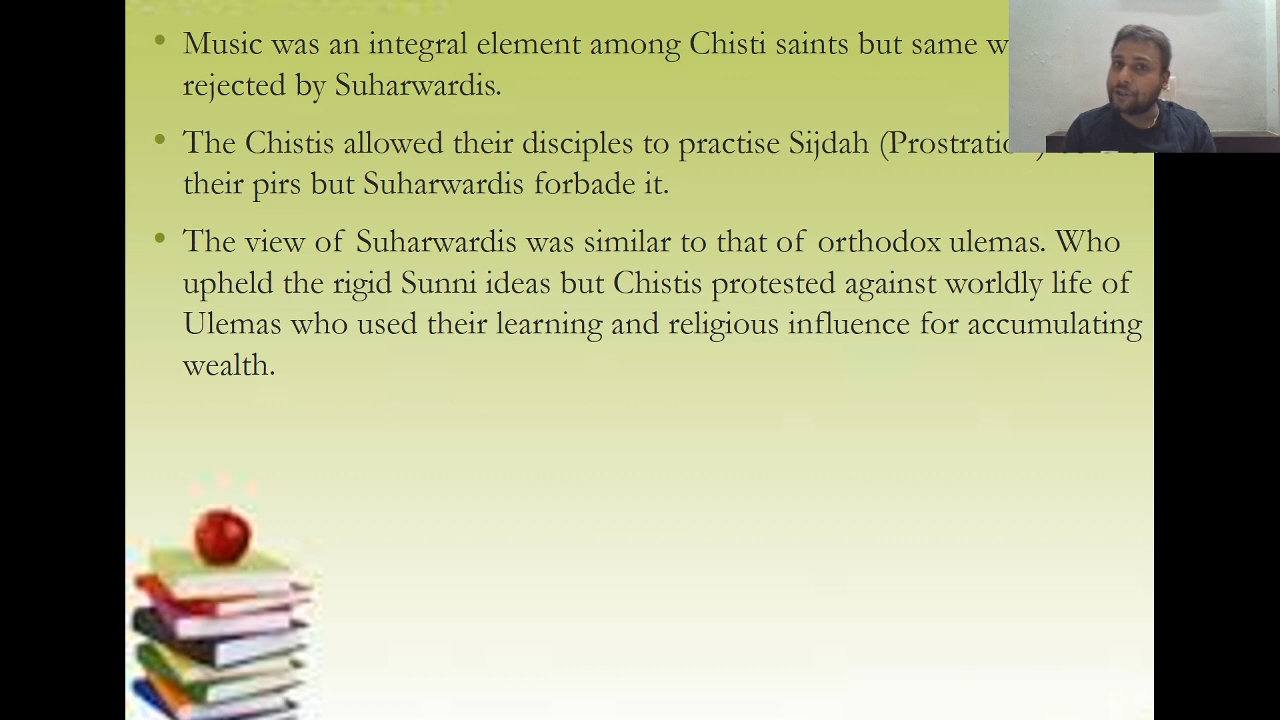 • Music was an integral element among Chisti saints but same
rejected by Suharwardis.
• The Chistis allowed their disciples to practise Sijdah
their pirs but Suharwardis forbade it.
• The view of Suharwardis was similar to that of orthodox ulemas. Who
upheld the rigid Sunni ideas but Chistis protested against worldly life of
Ulemas who used their learning and religious influence for accumulating
wealth.